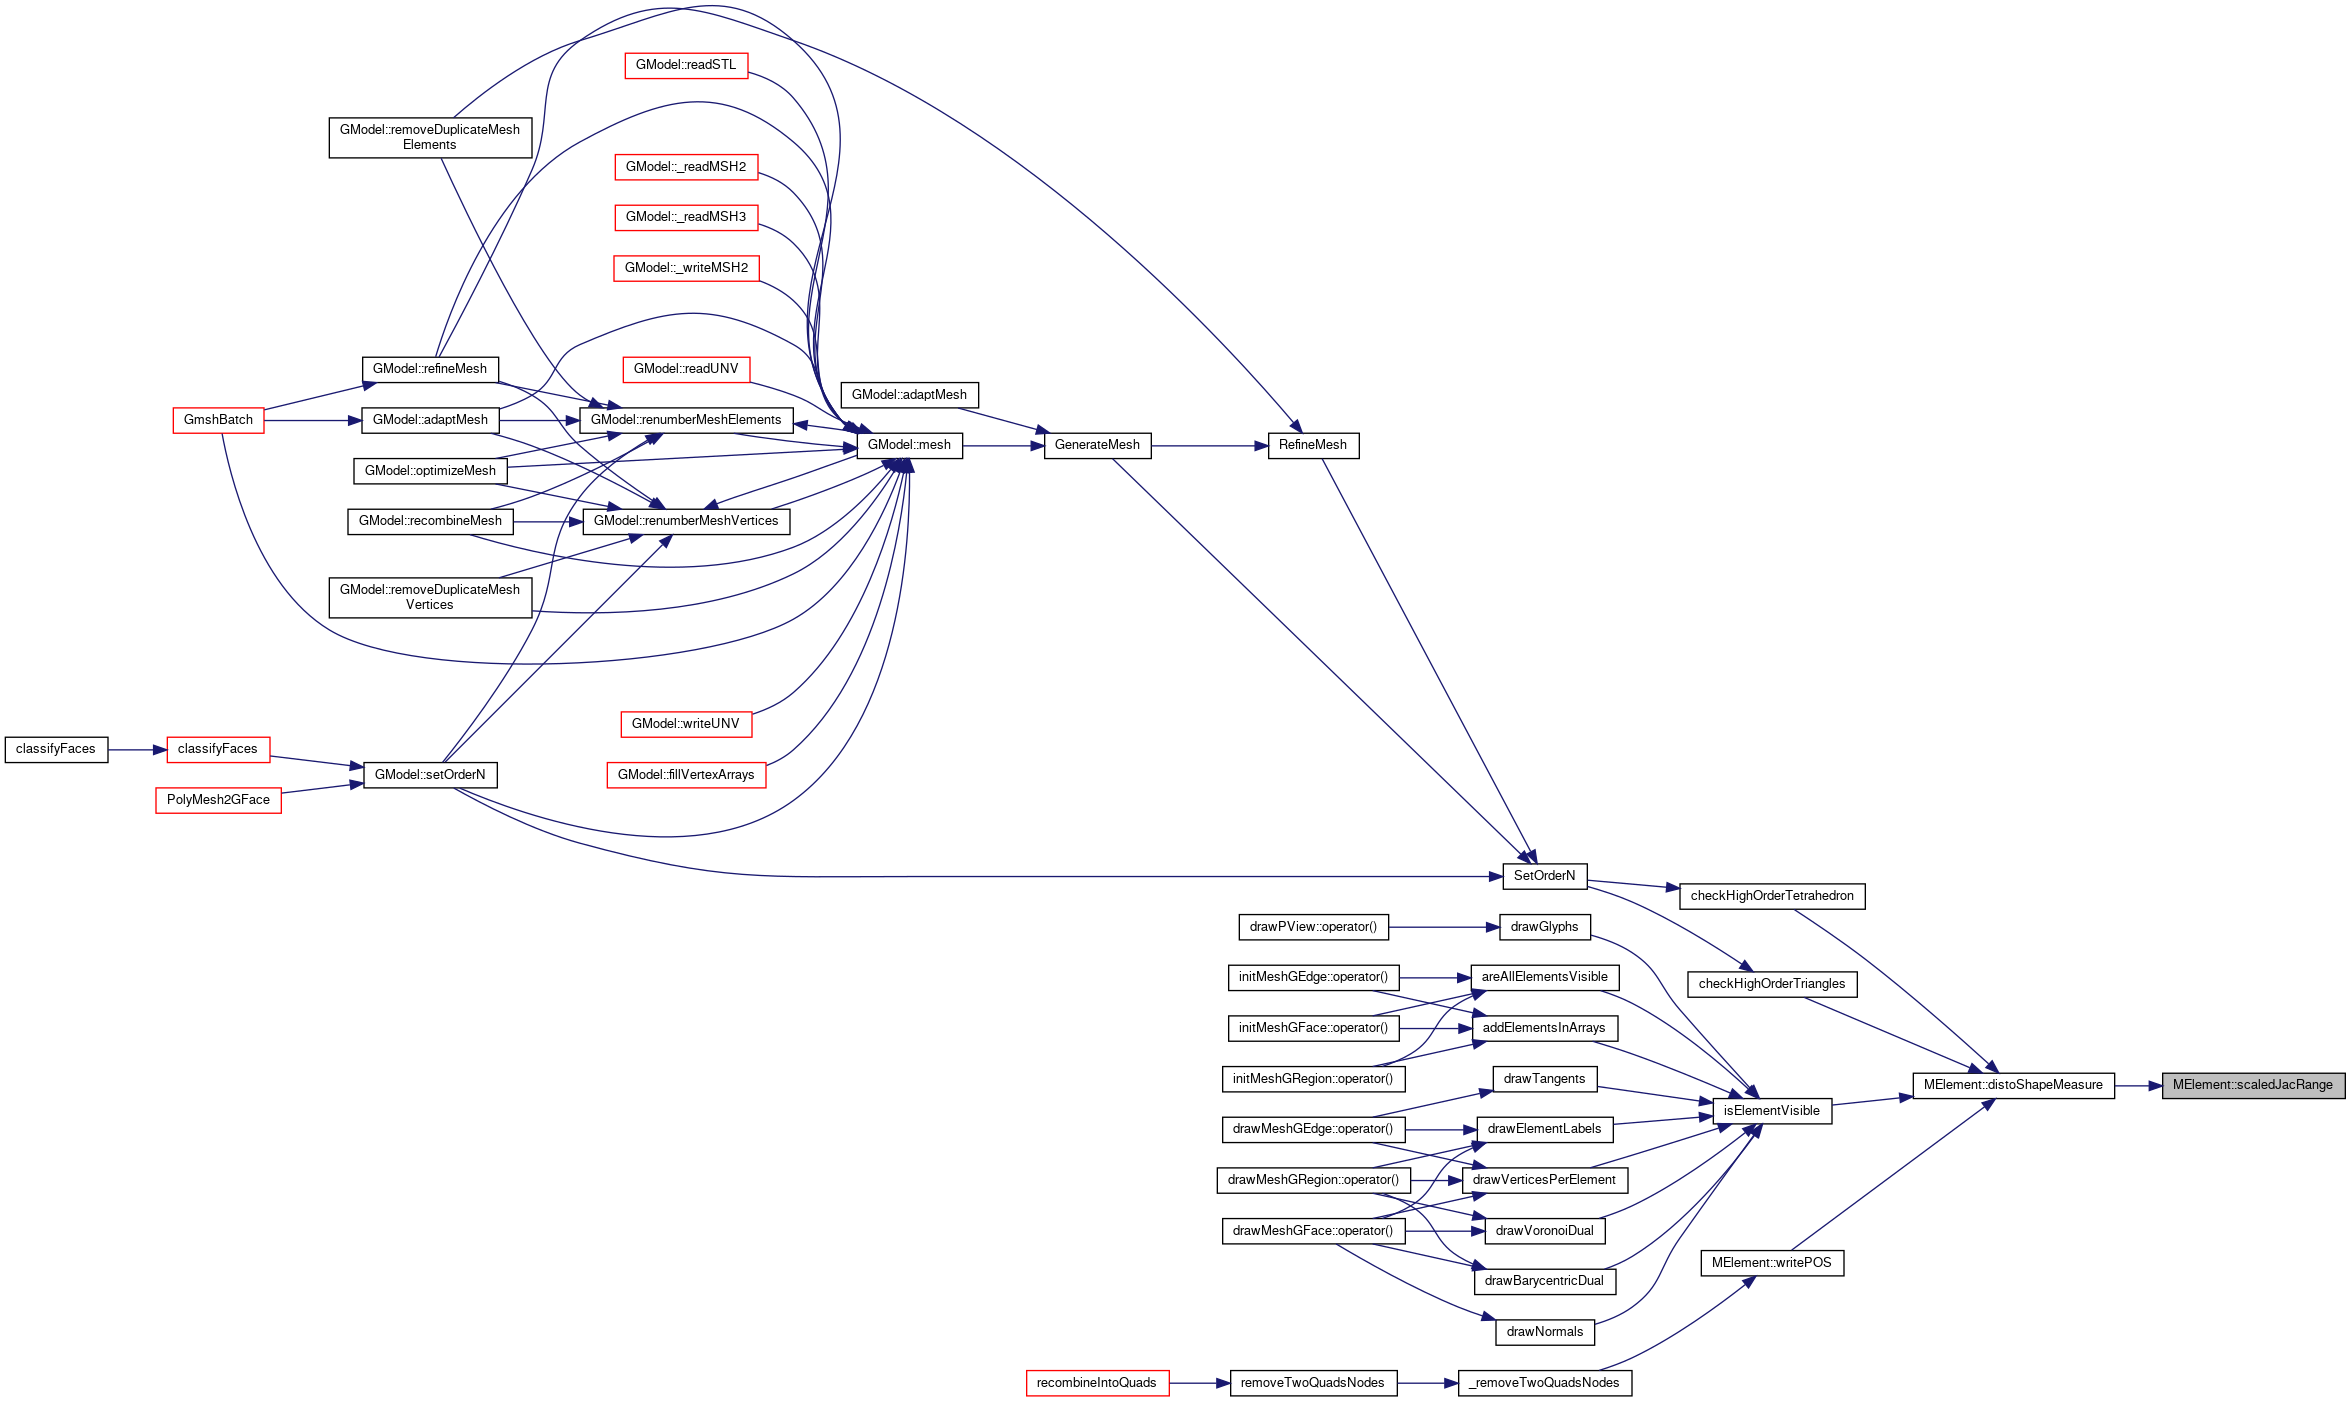 GModel::readSTL
GModel::removeDuplicateMesh
Elements
GModel::_readMSH2
GModel::_readMSH3
GModel::_writeMSH2
GModel::refineMesh
GModel::readUNV
GModel::adaptMesh
GmshBatch
GModel::adaptMesh
GModel::renumberMeshElements
GModel::mesh
GenerateMesh
RefineMesh
GModel::optimizeMesh
GModel::recombineMesh
GModel::renumberMeshVertices
GModel::removeDuplicateMesh
Vertices
GModel::writeUNV
classifyFaces
classifyFaces
GModel::setOrderN
GModel::fillVertexArrays
PolyMesh2GFace
SetOrderN
checkHighOrderTetrahedron
drawPView::operator()
drawGlyphs
initMeshGEdge::operator()
areAllElementsVisible
checkHighOrderTriangles
initMeshGFace::operator()
addElementsInArrays
initMeshGRegion::operator()
drawTangents
MElement::distoShapeMeasure
MElement::scaledJacRange
isElementVisible
drawMeshGEdge::operator()
drawElementLabels
drawMeshGRegion::operator()
drawVerticesPerElement
drawMeshGFace::operator()
drawVoronoiDual
MElement::writePOS
drawBarycentricDual
drawNormals
recombineIntoQuads
removeTwoQuadsNodes
_removeTwoQuadsNodes